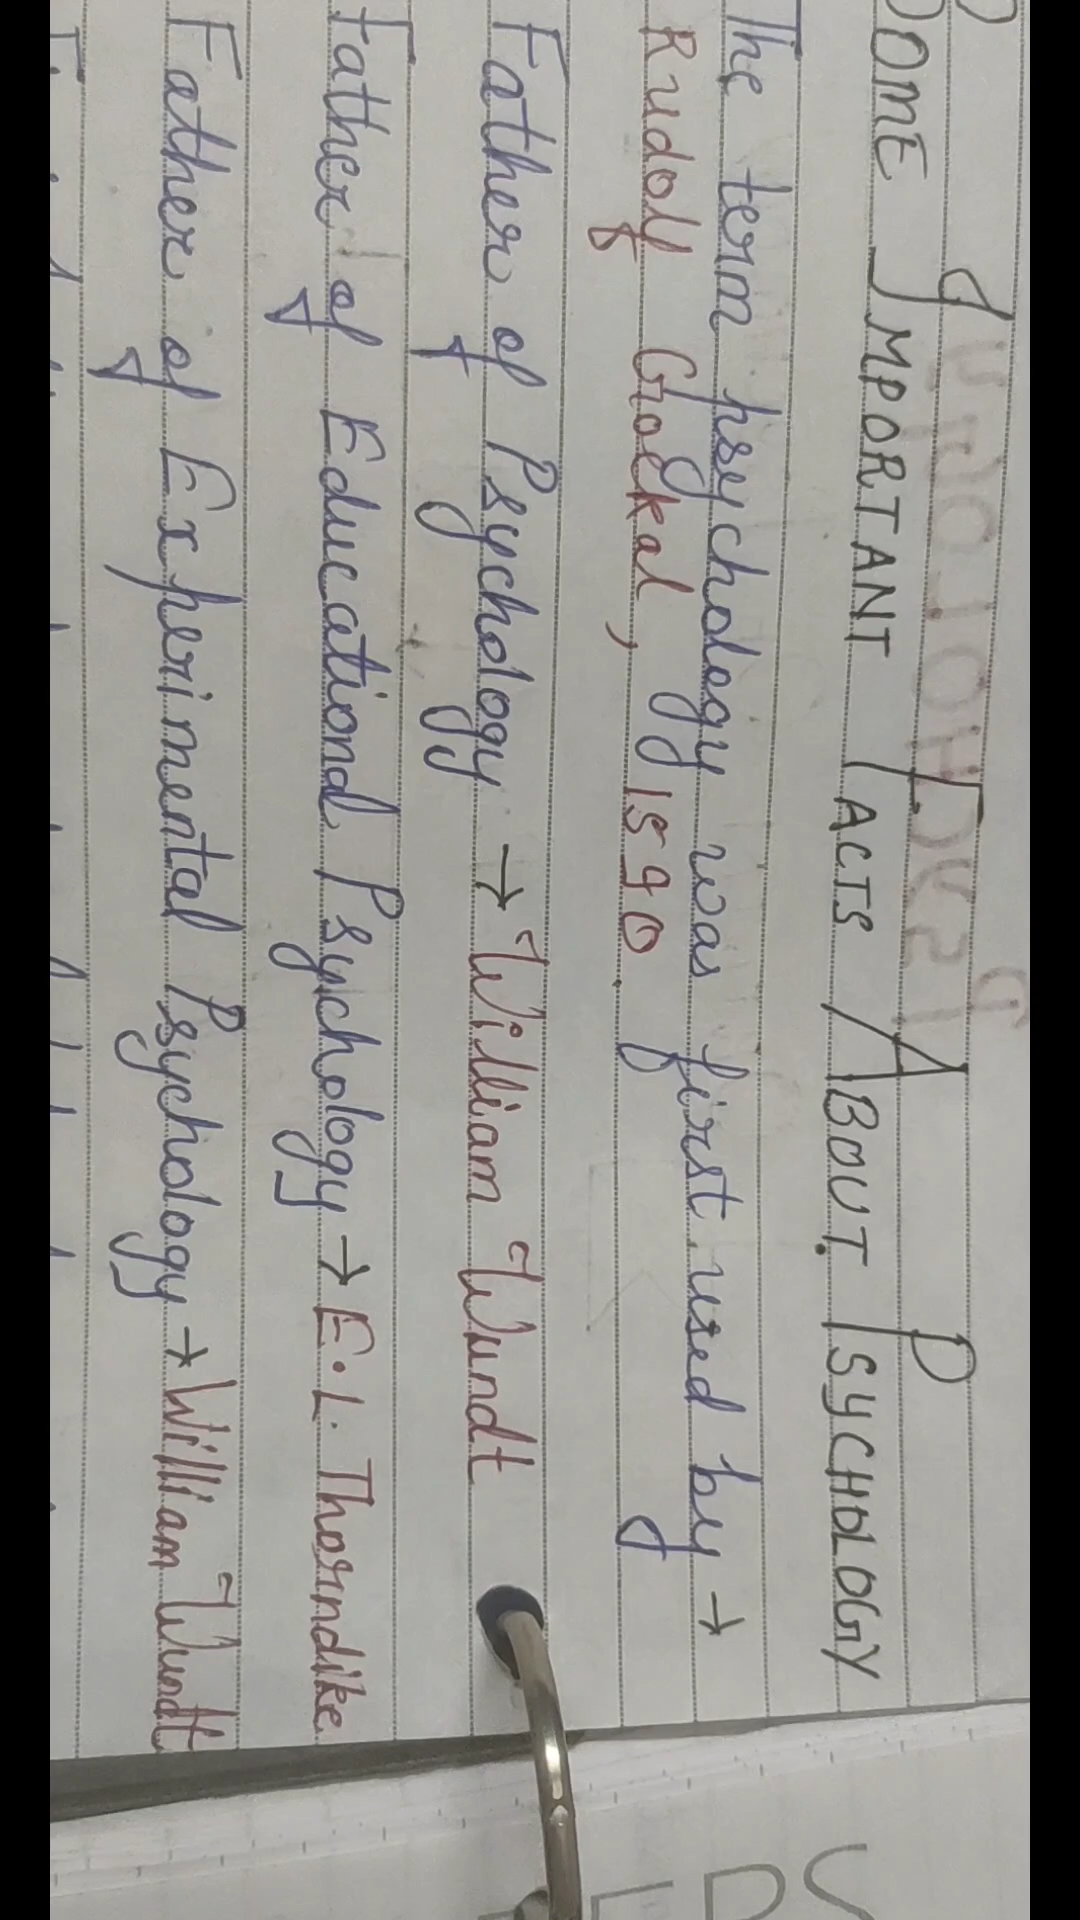 SOME IMPORTANT FACTS ABOUT PSYCHOLOGY
The term psychology was first used by →
Rudolf Goekal, 1590.
Father of Psychology → William Wundt
Father of Educational Psychology → E.L. Thorndike
Father of Experimental Psychology → William Wundt